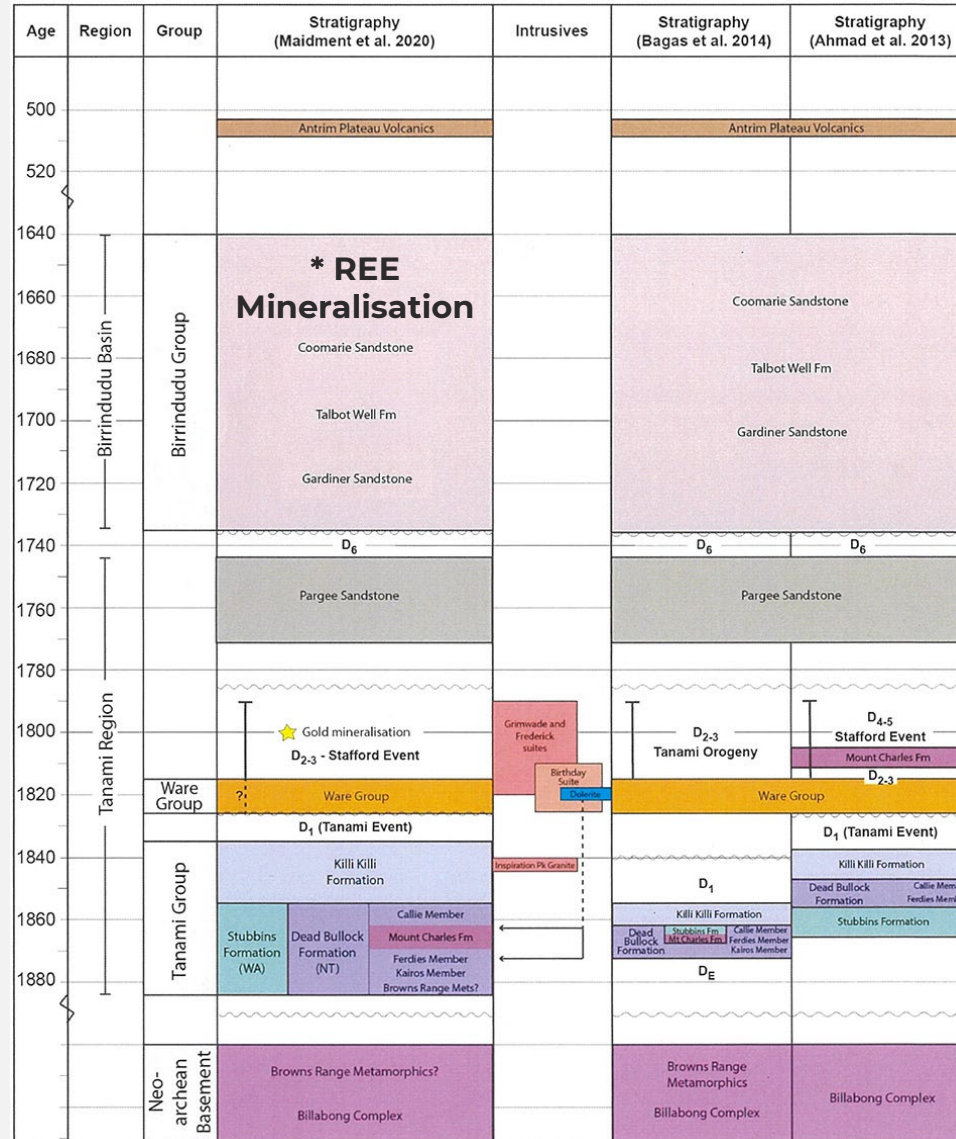 Age
Region
Group
Stratigraphy
(Maidment et al. 2020)
Intrusives
Stratigraphy
(Bagas et al. 2014)
Stratigraphy
(Ahmad et al. 2013)
500
520
1640
1660
1680
1700
1720
1740
1760
1780
1800
1820
1840
1860
1880
Birrindudu Basin
Tanami Region
Birrindudu Group
Ware
Group
Tanami Group
Neo-
archean
Basement
Antrim Plateau Volcanics
* REE
Mineralisation
Coomarie Sandstone
Talbot Well Fm
Gardiner Sandstone
D6
Pargee Sandstone
Gold mineralisation
D2-3 - Stafford Event
?
Ware Group
D1 (Tanami Event)
Killi Killi
Formation
Stubbins
Formation
(WA)
Dead Bullock
Formation
(NT)
Callie Member
Mount Charles Fm
Ferdies Member
Kairos Member
Browns Range Mets?
Browns Range Metamorphics?
Billabong Complex
Grimwade and
Frederick
suites
Birthday
Suite
Dolerite
Inspiration Pk Granite
Antrim Plateau Volcanics
Coomarie Sandstone
Talbot Well Fm
Gardiner Sandstone
D6
D6
Pargee Sandstone
D2-3
Tanami Orogeny
Ware Group
D1
Killi Killi Formation
Dead
Bullock
Formation
Stubbins Fm
Mt Charles Fm
Callie Member
Ferdies Member
Kairos Member
DE
Browns Range
Metamorphics
Billabong Complex
D4-5
Stafford Event
Mount Charles Fm
D2-3
D1 (Tanami Event)
Killi Killi Formation
Dead Bullock
Formation
Callie Mem
Ferdies Mem
Stubbins Formation
Billabong Complex